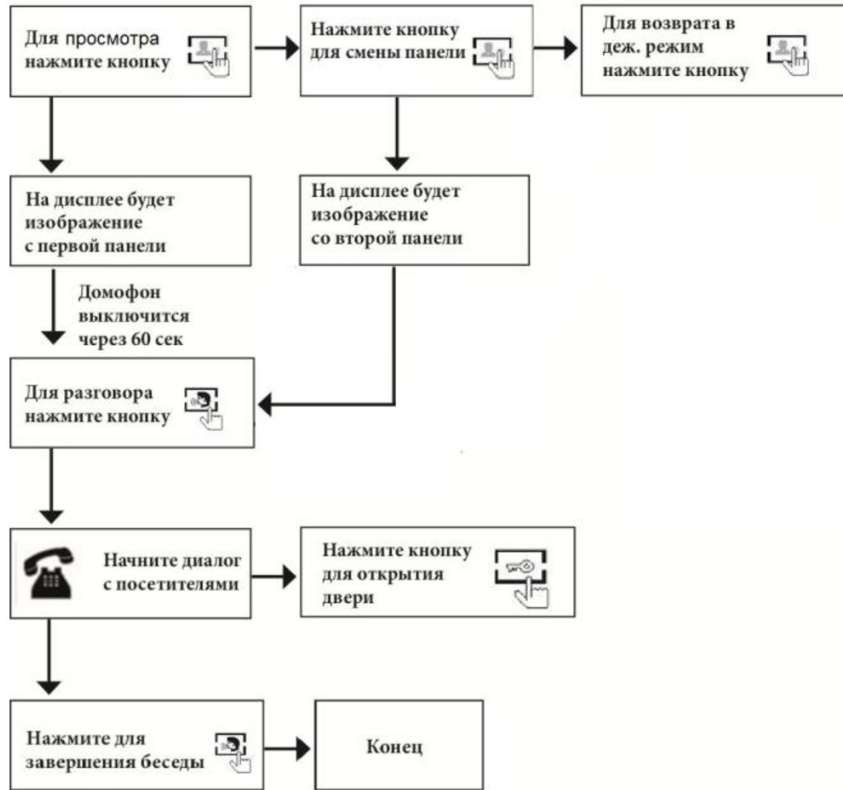 Для просмотра
нажмите кнопку
Нажмите кнопку
для смены панели
Для возврата в
деж. режим
нажмите кнопку
На дисплее будет
изображение
с первой панели
На дисплее будет
изображение
со второй панели
Домофон
выключится
через 60 сек
Для разговора
нажмите кнопку
Начните диалог
с посетителями
Нажмите кнопку
для открытия
двери
Нажмите для
завершения беседы
Конец